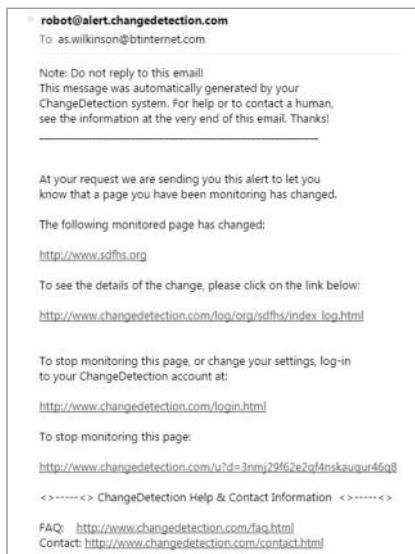 robot@alert.changedetection.com
To as.wilkinson@btinternet.com
Note: Do not reply to this email!
This message was automatically generated by your
ChangeDetection system. For help or to contact a human,
see the information at the very end of this email. Thanks!
At your request we are sending you this alert to let you
know that a page you have been monitoring has changed.
The following monitored page has changed:
http://www.sdfhs.org
To see the details of the change, please click on the link below:
http://www.changedetection.com/log/org/sdfhs/index_log.html
To stop monitoring this page, or change your settings, log-in
to your ChangeDetection account at:
http://www.changedetection.com/login.html
To stop monitoring this page:
http://www.changedetection.com/u?d=3nmj29f62e2qf4nskauqur46q8
<>-----<> ChangeDetection Help & Contact Information <>-----<>
FAQ: http://www.changedetection.com/faq.html
Contact: http://www.changedetection.com/contact.html